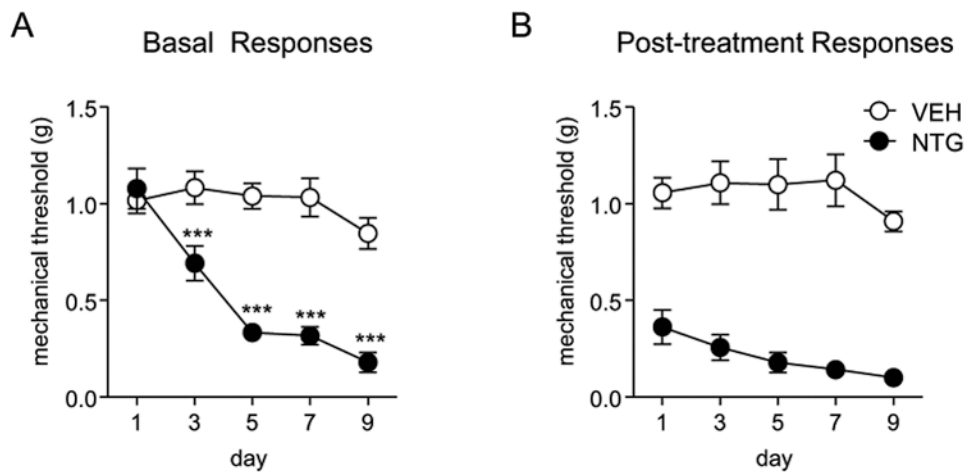 A
Basal Responses
mechanical threshold (g)
1.5
1.0
0.5
0.0
***
***
***
***
1 3 5 7 9
day
B
Post-treatment Responses
mechanical threshold (g)
1.5
1.0
0.5
0.0
VEH
NTG
1 3 5 7 9
day